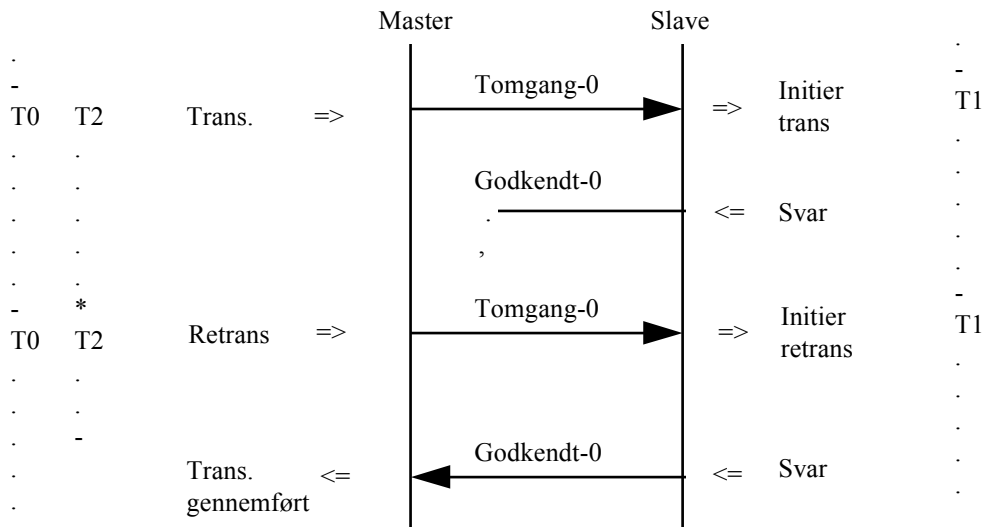 Master Slave
Tomgang-0
T0 T2 Trans. => => Initier trans T1
Godkendt-0
<= Svar
*
Tomgang-0
T0 T2 Retrans => => Initier retrans T1
Godkendt-0
Trans. gennemført <= <= Svar